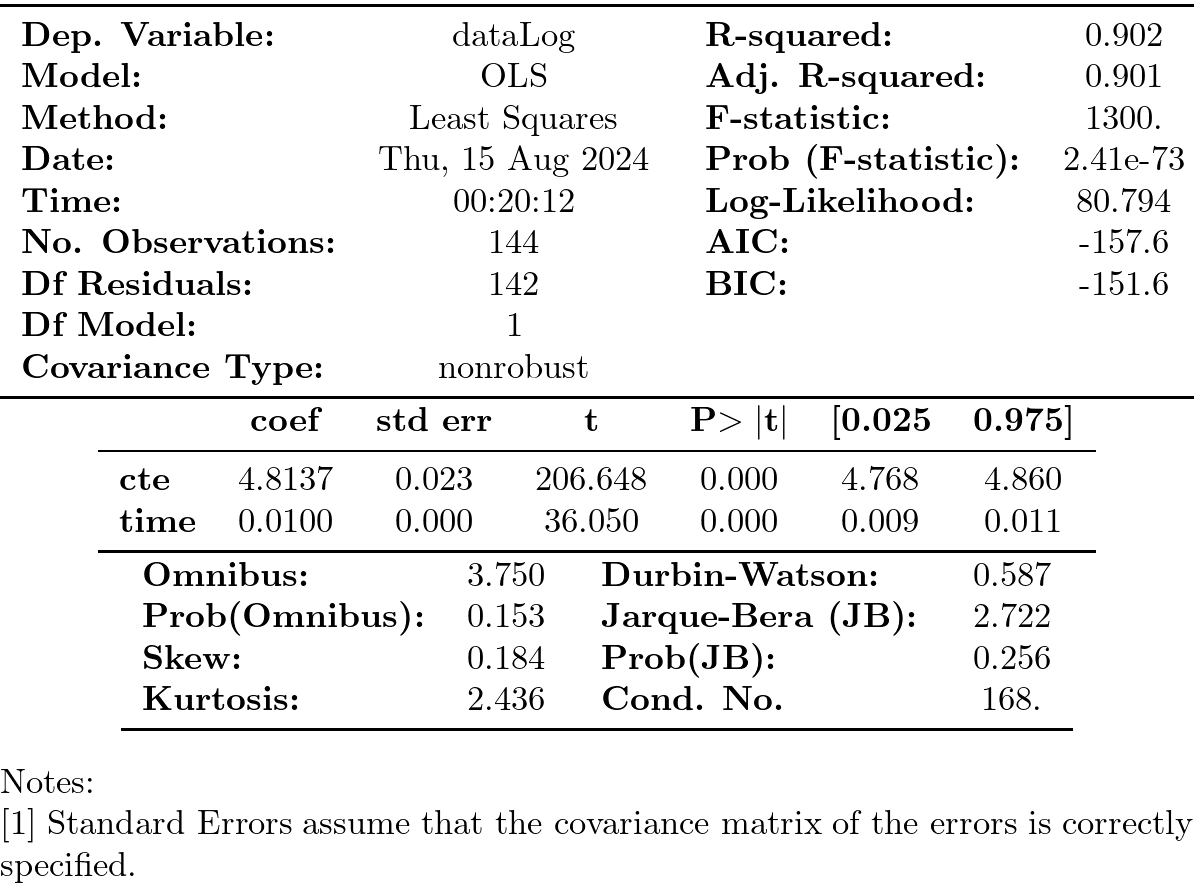 Dep. Variable: dataLog R-squared: 0.902
Model: OLS Adj. R-squared: 0.901
Method: Least Squares F-statistic: 1300.
Date: Thu, 15 Aug 2024 Prob (F-statistic): 2.41e-73
Time: 00:20:12 Log-Likelihood: 80.794
No. Observations: 144 AIC: -157.6
Df Residuals: 142 BIC: -151.6
Df Model: 1
Covariance Type: nonrobust
coef std err t P> |t| [0.025 0.975]
cte 4.8137 0.023 206.648 0.000 4.768 4.860
time 0.0100 0.000 36.050 0.000 0.009 0.011
Omnibus: 3.750 Durbin-Watson: 0.587
Prob(Omnibus): 0.153 Jarque-Bera (JB): 2.722
Skew: 0.184 Prob(JB): 0.256
Kurtosis: 2.436 Cond. No. 168.
Notes:
[1] Standard Errors assume that the covariance matrix of the errors is correctly
specified.